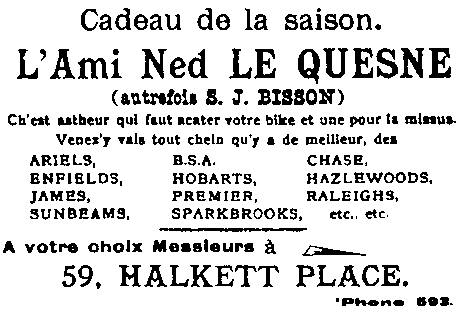 Cadeau de la saison.
L'Ami Ned LE QUESNE
(autrefois S. J. BISSON)
Ch'est astheur qui faut acater votre bike et une pour la missus.
Venez'y vais tout chein qu'y a de meilleur, des
ARIELS, B.S.A. CHASE,
ENFIELDS, HOBARTS, HAZLEWOODS,
JAMES, PREMIER, RALEIGHS,
SUNBEAMS, SPARKBROOKS, etc., etc.
A votre choix Messieurs à
59, HALKETT PLACE.
'Phone 593.